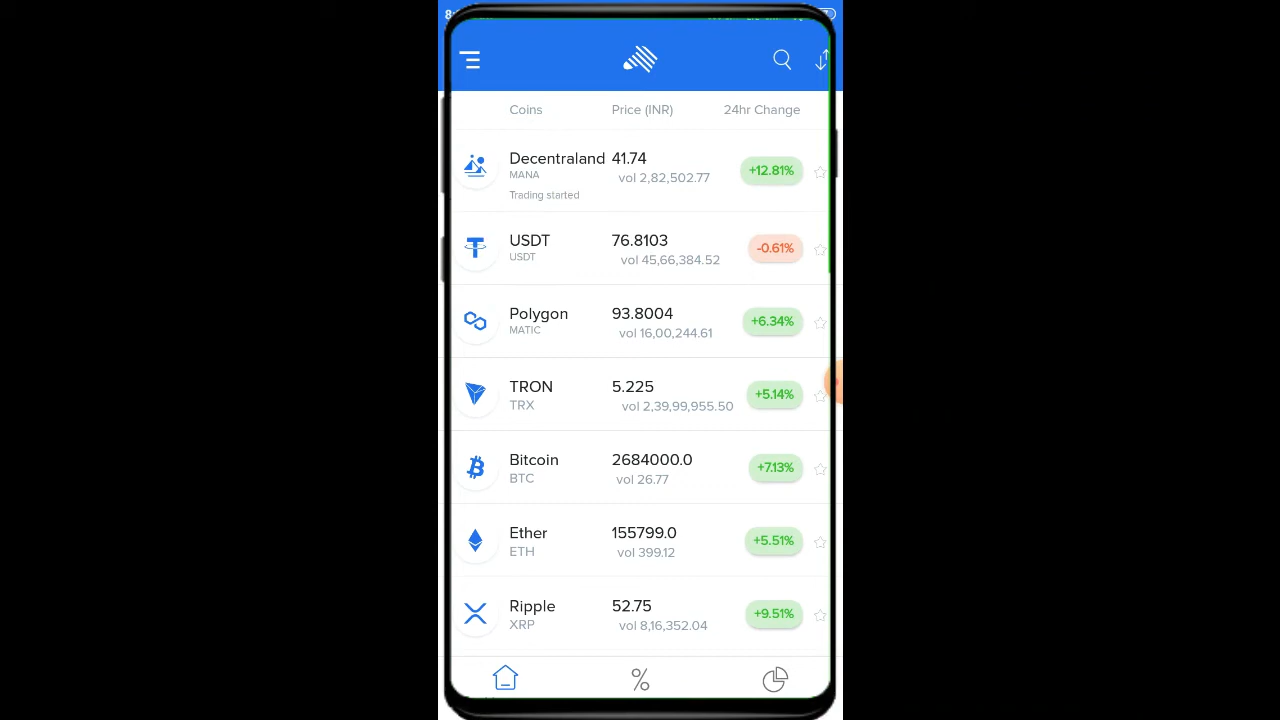 Coins Price (INR) 24hr Change
Decentraland 41.74
MANA vol 2,82,502.77 +12.81%
Trading started
USDT 76.8103
USDT vol 45,66,384.52 -0.61%
Polygon 93.8004
MATIC vol 16,00,244.61 +6.34%
TRON 5.225
TRX vol 2,39,99,955.50 +5.14%
Bitcoin 2684000.0
BTC vol 26.77 +7.13%
Ether 155799.0
ETH vol 399.12 +5.51%
Ripple 52.75
XRP vol 8,16,352.04 +9.51%
%